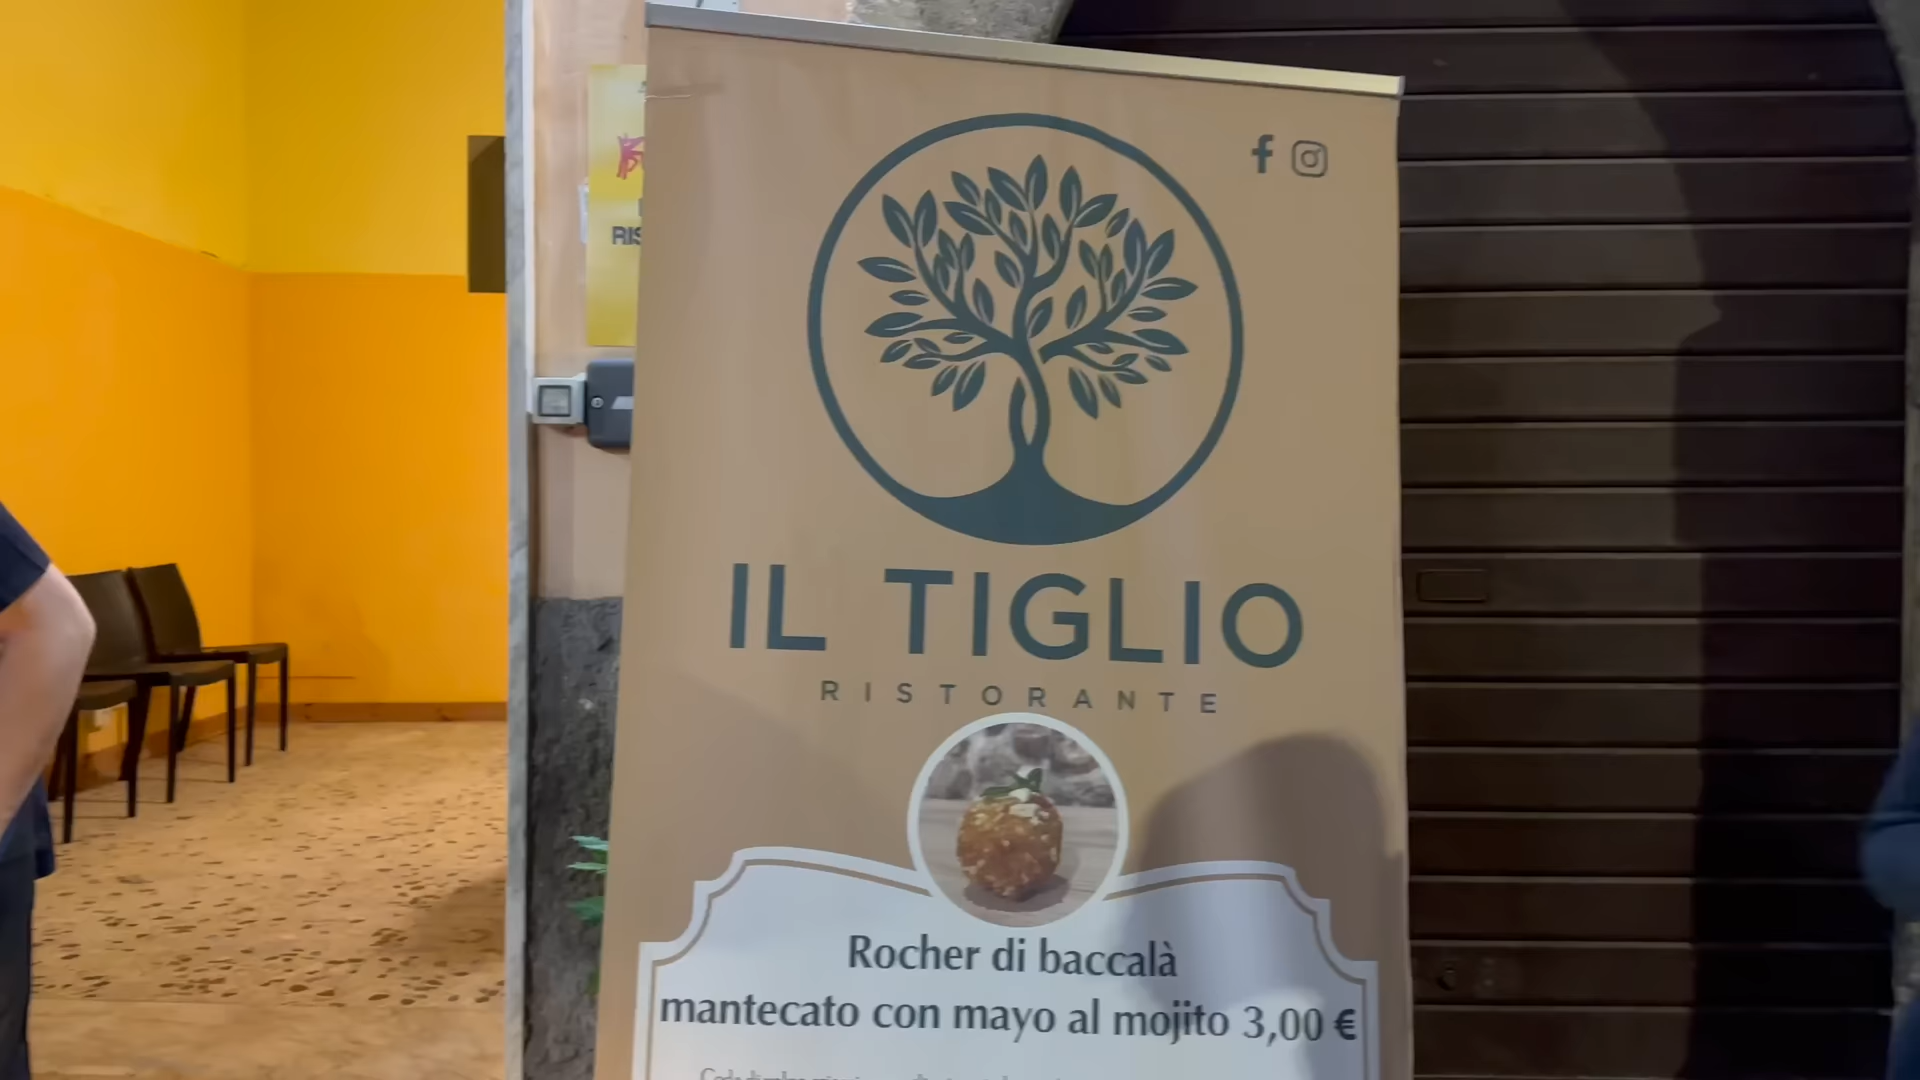 IL TIGLIO
RISTORANTE
Rocher di baccalà
mantecato con mayo al mojito 3,00 €